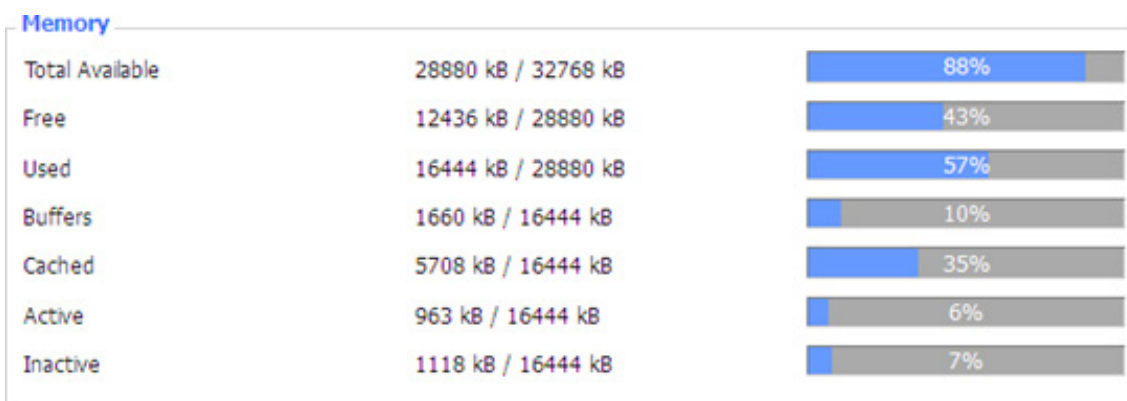 Memory
Total Available 28880 kB / 32768 kB 88%
Free 12436 kB / 28880 kB 43%
Used 16444 kB / 28880 kB 57%
Buffers 1660 kB / 16444 kB 10%
Cached 5708 kB / 16444 kB 35%
Active 963 kB / 16444 kB 6%
Inactive 1118 kB / 16444 kB 7%